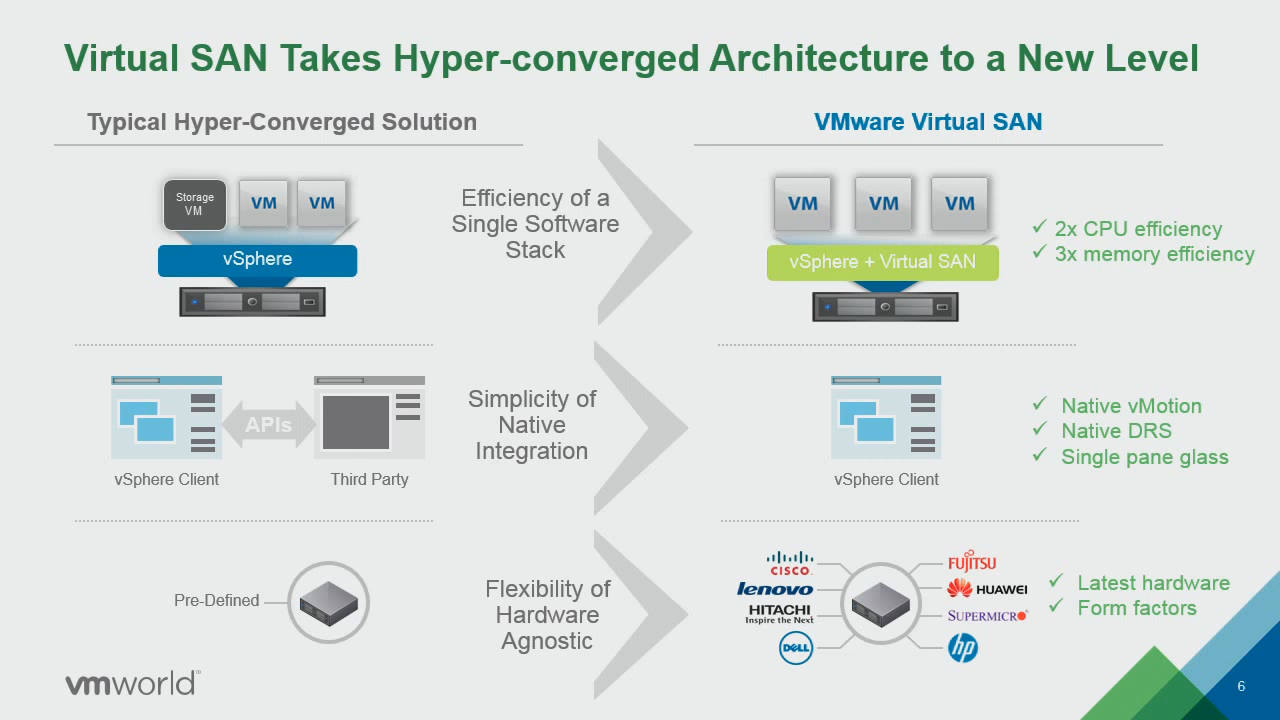 Virtual SAN Takes Hyper-converged Architecture to a New Level
Typical Hyper-Converged Solution
VMware Virtual SAN
Storage
VM
VM
VM
vSphere
Efficiency of a
Single Software
Stack
VM
VM
VM
vSphere + Virtual SAN
✓ 2x CPU efficiency
✓ 3x memory efficiency
APIs
vSphere Client
Third Party
Simplicity of
Native
Integration
vSphere Client
✓ Native vMotion
✓ Native DRS
✓ Single pane glass
Pre-Defined
Flexibility of
Hardware
Agnostic
CISCO
lenovo
HITACHI
Inspire the Next
DELL
FUJITSU
HUAWEI
SUPERMICRO
hp
✓ Latest hardware
✓ Form factors
vmworld®
6